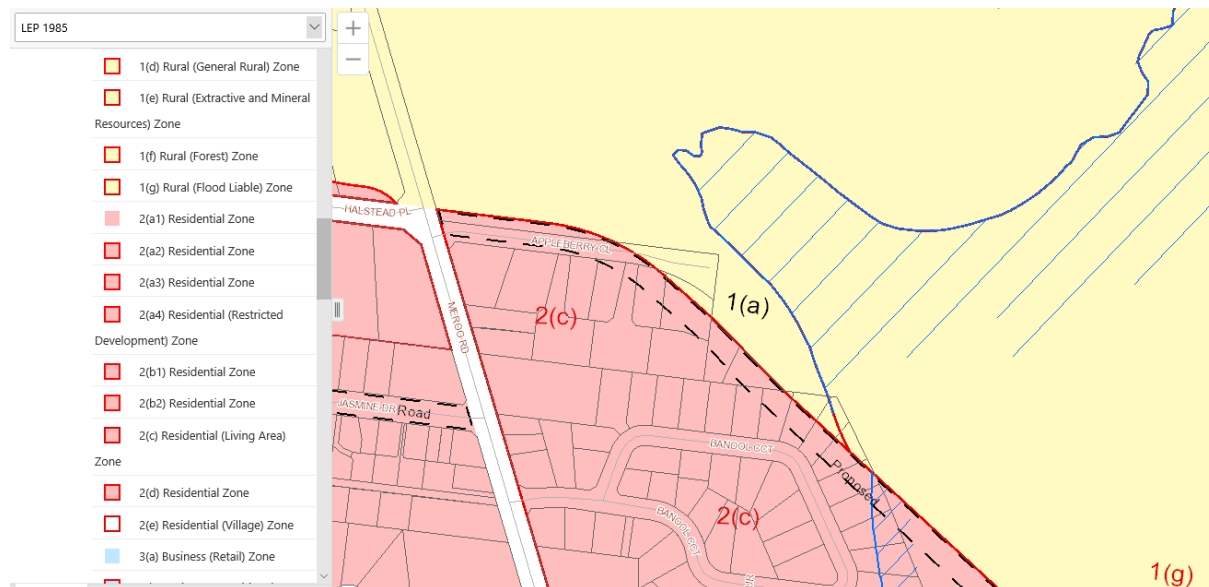 LEP 1985
1(d) Rural (General Rural) Zone
1(e) Rural (Extractive and Mineral
Resources) Zone
1(f) Rural (Forest) Zone
1(g) Rural (Flood Liable) Zone
2(a1) Residential Zone
2(a2) Residential Zone
2(a3) Residential Zone
2(a4) Residential (Restricted
Development) Zone
2(b1) Residential Zone
2(b2) Residential Zone
2(c) Residential (Living Area)
Zone
2(d) Residential Zone
2(e) Residential (Village) Zone
3(a) Business (Retail) Zone
HALSTEAD PL
APPLEBERRY CL
1(a)
2(c)
MEROO RD
JASMINE DR
Road
BANOOL CCT
Proposed
BANOOL CCT
2(c)
1(g)